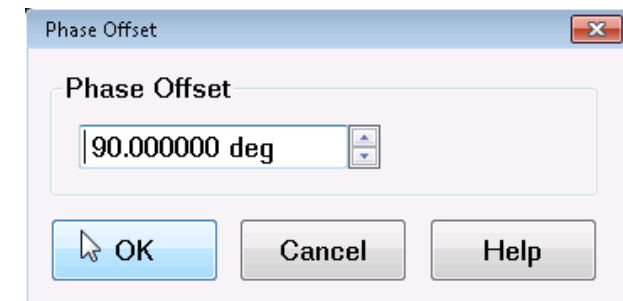 Phase Offset
Phase Offset
90.000000 deg
OK Cancel Help